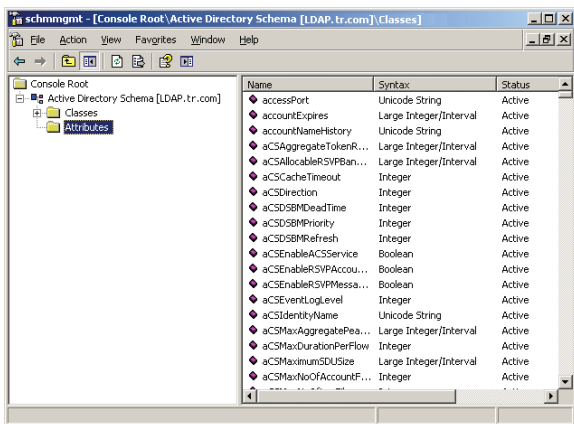 schmmgmt - [Console Root\Active Directory Schema [LDAP.tr.com]\Classes]
File Action View Favorites Window Help
Console Root
Active Directory Schema [LDAP.tr.com]
Classes
Attributes
Name Syntax Status
accessPort Unicode String Active
accountExpires Large Integer/Interval Active
accountNameHistory Unicode String Active
aCSAggregateTokenR... Large Integer/Interval Active
aCSAllocableRSVPBan... Large Integer/Interval Active
aCSCacheTimeout Integer Active
aCSDirection Integer Active
aCSDSBMDeadTime Integer Active
aCSDSBMPriority Integer Active
aCSDSBMRefresh Integer Active
aCSEnableACSService Boolean Active
aCSEnableRSVPAccou... Boolean Active
aCSEnableRSVPMessa... Boolean Active
aCSEventLogLevel Integer Active
aCSIdentityName Unicode String Active
aCSMaxAggregatePea... Large Integer/Interval Active
aCSMaxDurationPerFlow Integer Active
aCSMaximumSDUSize Large Integer/Interval Active
aCSMaxNoOfAccountF... Integer Active